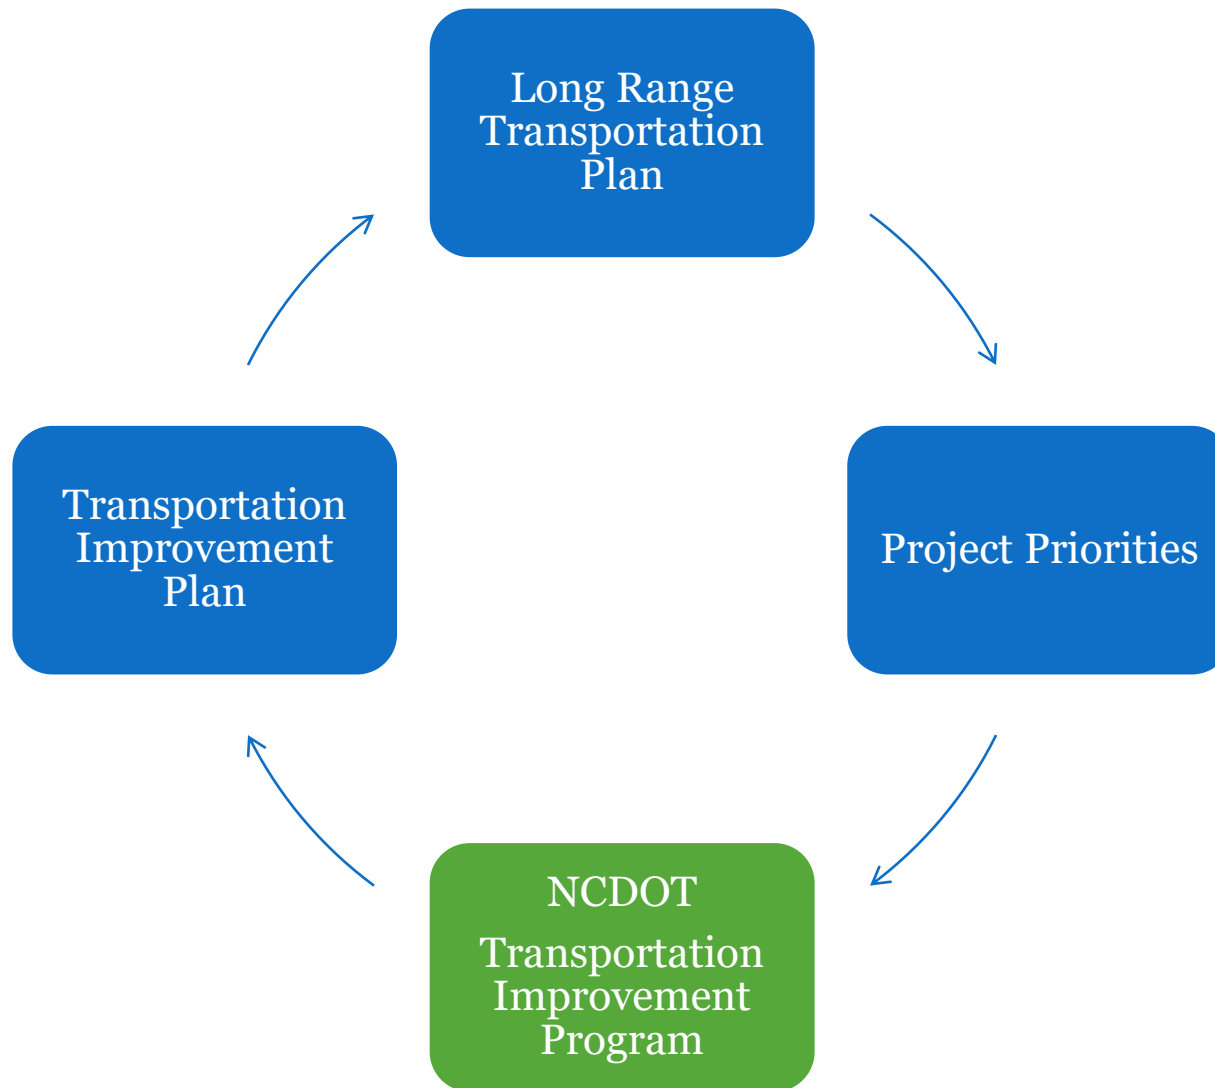 Long Range
Transportation
Plan
Transportation
Improvement
Plan
Project Priorities
NCDOT
Transportation
Improvement
Program